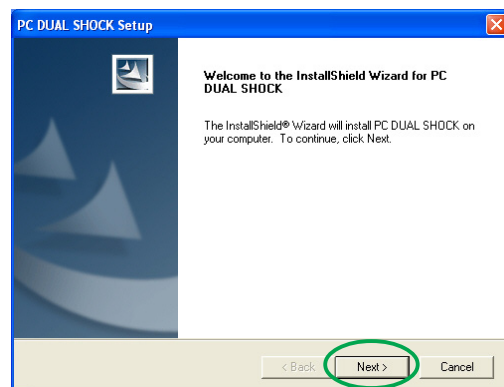 PC DUAL SHOCK Setup
Welcome to the InstallShield Wizard for PC
DUAL SHOCK
The InstallShield® Wizard will install PC DUAL SHOCK on
your computer. To continue, click Next.
< Back Next > Cancel